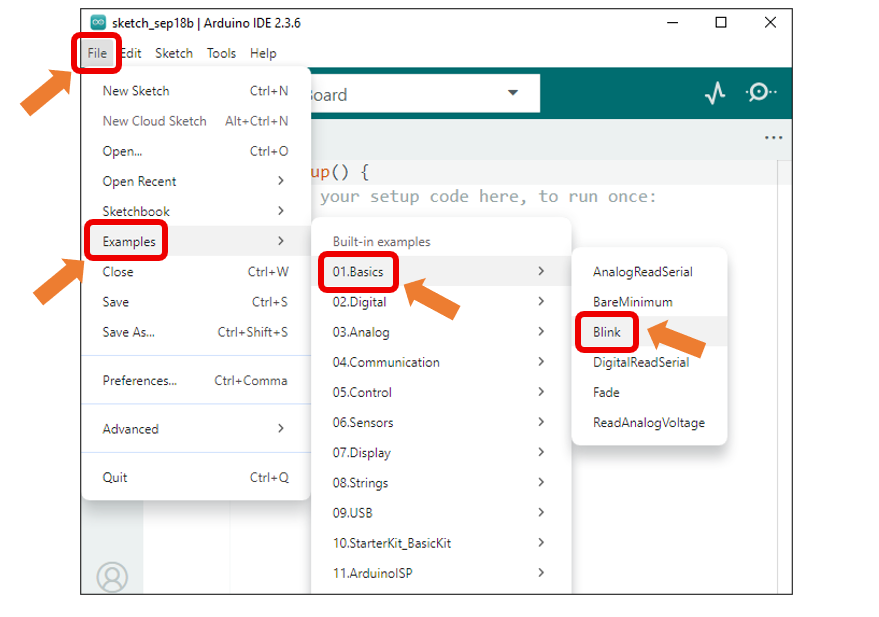 sketch_sep18b | Arduino IDE 2.3.6
File Edit Sketch Tools Help
New Sketch Ctrl+N
New Cloud Sketch Alt+Ctrl+N
Open... Ctrl+O
Open Recent
Sketchbook
Examples
Close Ctrl+W
Save Ctrl+S
Save As... Ctrl+Shift+S
Preferences... Ctrl+Comma
Advanced
Quit Ctrl+Q
oard
up() {
your setup code here, to run once:
Built-in examples
01.Basics
02.Digital
03.Analog
04.Communication
05.Control
06.Sensors
07.Display
08.Strings
09.USB
10.StarterKit_BasicKit
11.ArduinoISP
AnalogReadSerial
BareMinimum
Blink
DigitalReadSerial
Fade
ReadAnalogVoltage